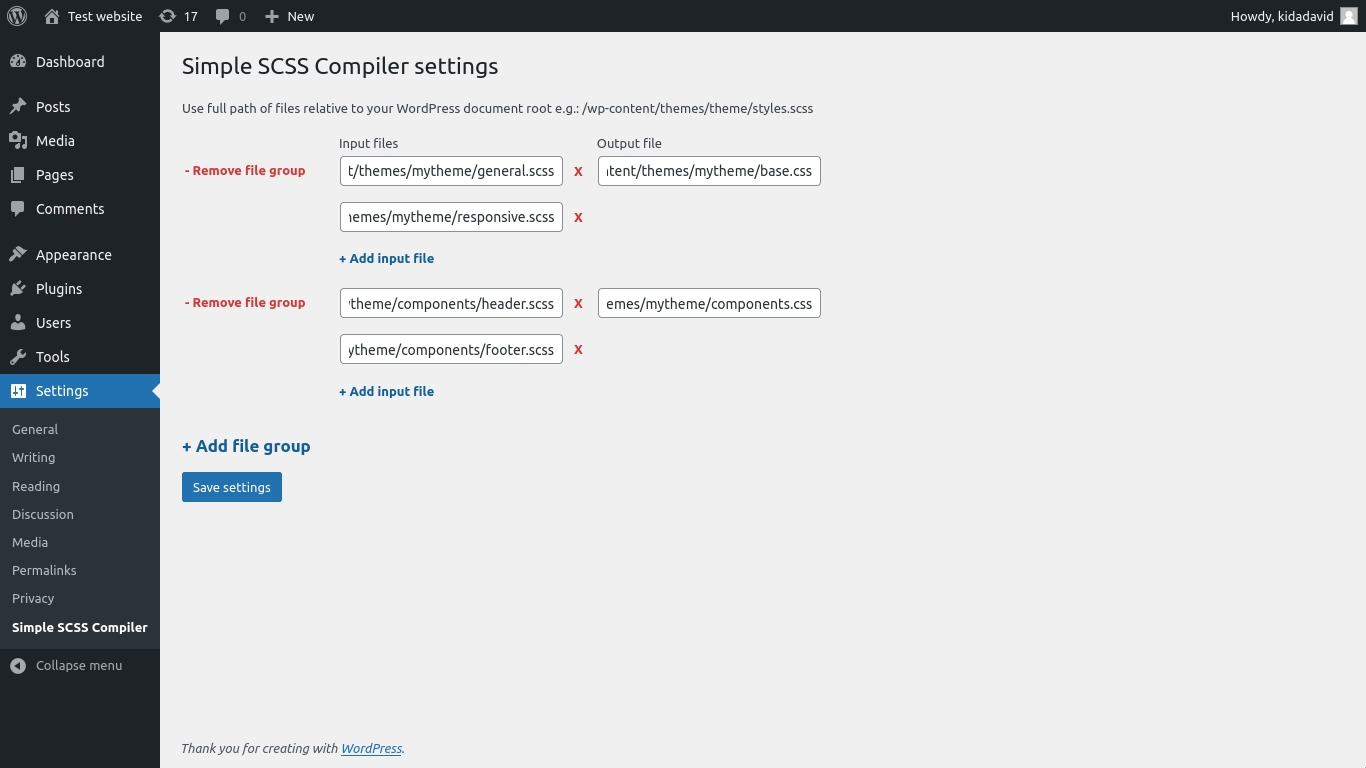 Test website 17 0 New Howdy, kidadavid
Dashboard
Posts
Media
Pages
Comments
Appearance
Plugins
Users
Tools
Settings
General
Writing
Reading
Discussion
Media
Permalinks
Privacy
Simple SCSS Compiler
Collapse menu
Simple SCSS Compiler settings
Use full path of files relative to your WordPress document root e.g.: /wp-content/themes/theme/styles.scss
Input files Output file
- Remove file group t/themes/mytheme/general.scss X tent/themes/mytheme/base.css
hemes/mytheme/responsive.scss X
+ Add input file
- Remove file group ytheme/components/header.scss X emes/mytheme/components.css
ytheme/components/footer.scss X
+ Add input file
+ Add file group
Save settings
Thank you for creating with WordPress.